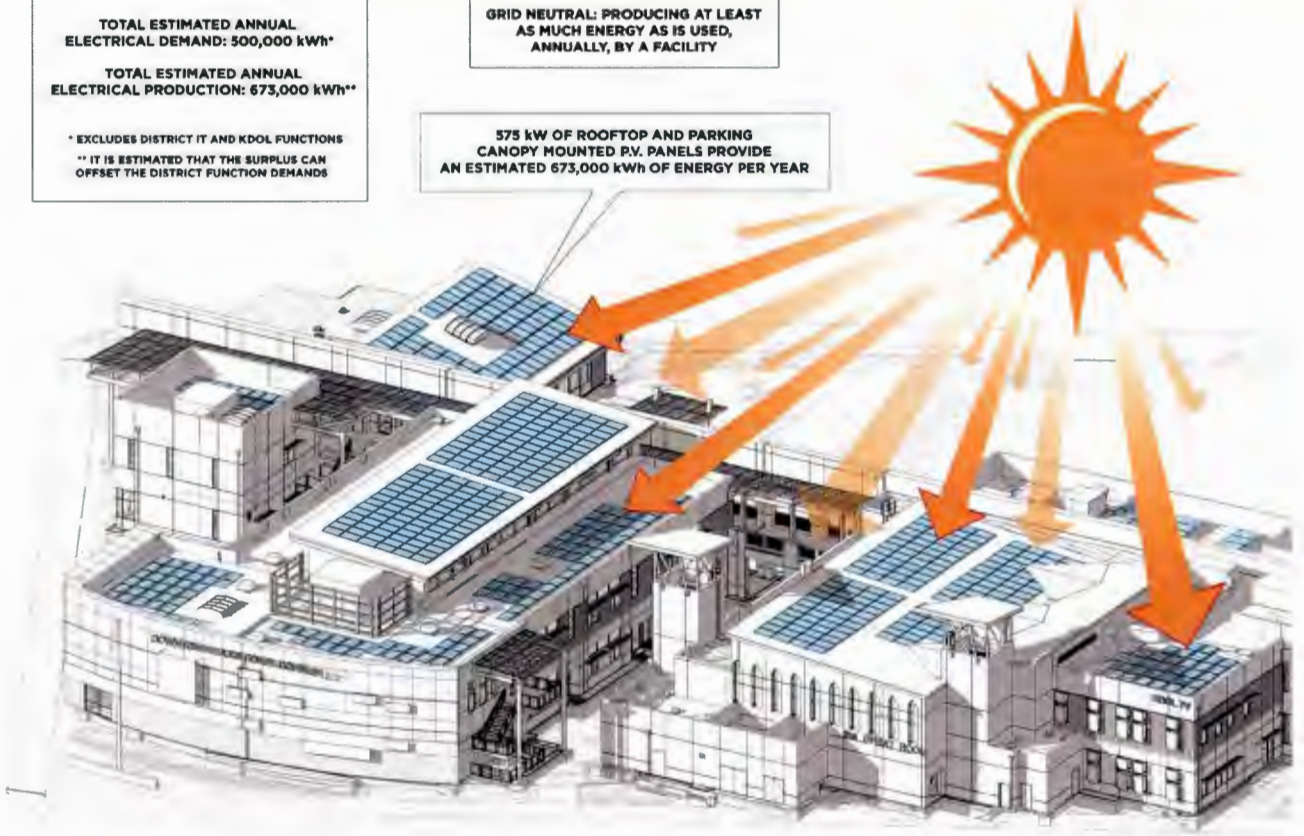 TOTAL ESTIMATED ANNUAL
ELECTRICAL DEMAND: 500,000 kWh*
TOTAL ESTIMATED ANNUAL
ELECTRICAL PRODUCTION: 673,000 kWh**
* EXCLUDES DISTRICT IT AND KDOL FUNCTIONS
** IT IS ESTIMATED THAT THE SURPLUS CAN
OFFSET THE DISTRICT FUNCTION DEMANDS
GRID NEUTRAL: PRODUCING AT LEAST
AS MUCH ENERGY AS IS USED,
ANNUALLY, BY A FACILITY
575 kW OF ROOFTOP AND PARKING
CANOPY MOUNTED P.V. PANELS PROVIDE
AN ESTIMATED 673,000 kWh OF ENERGY PER YEAR
KDOL TV